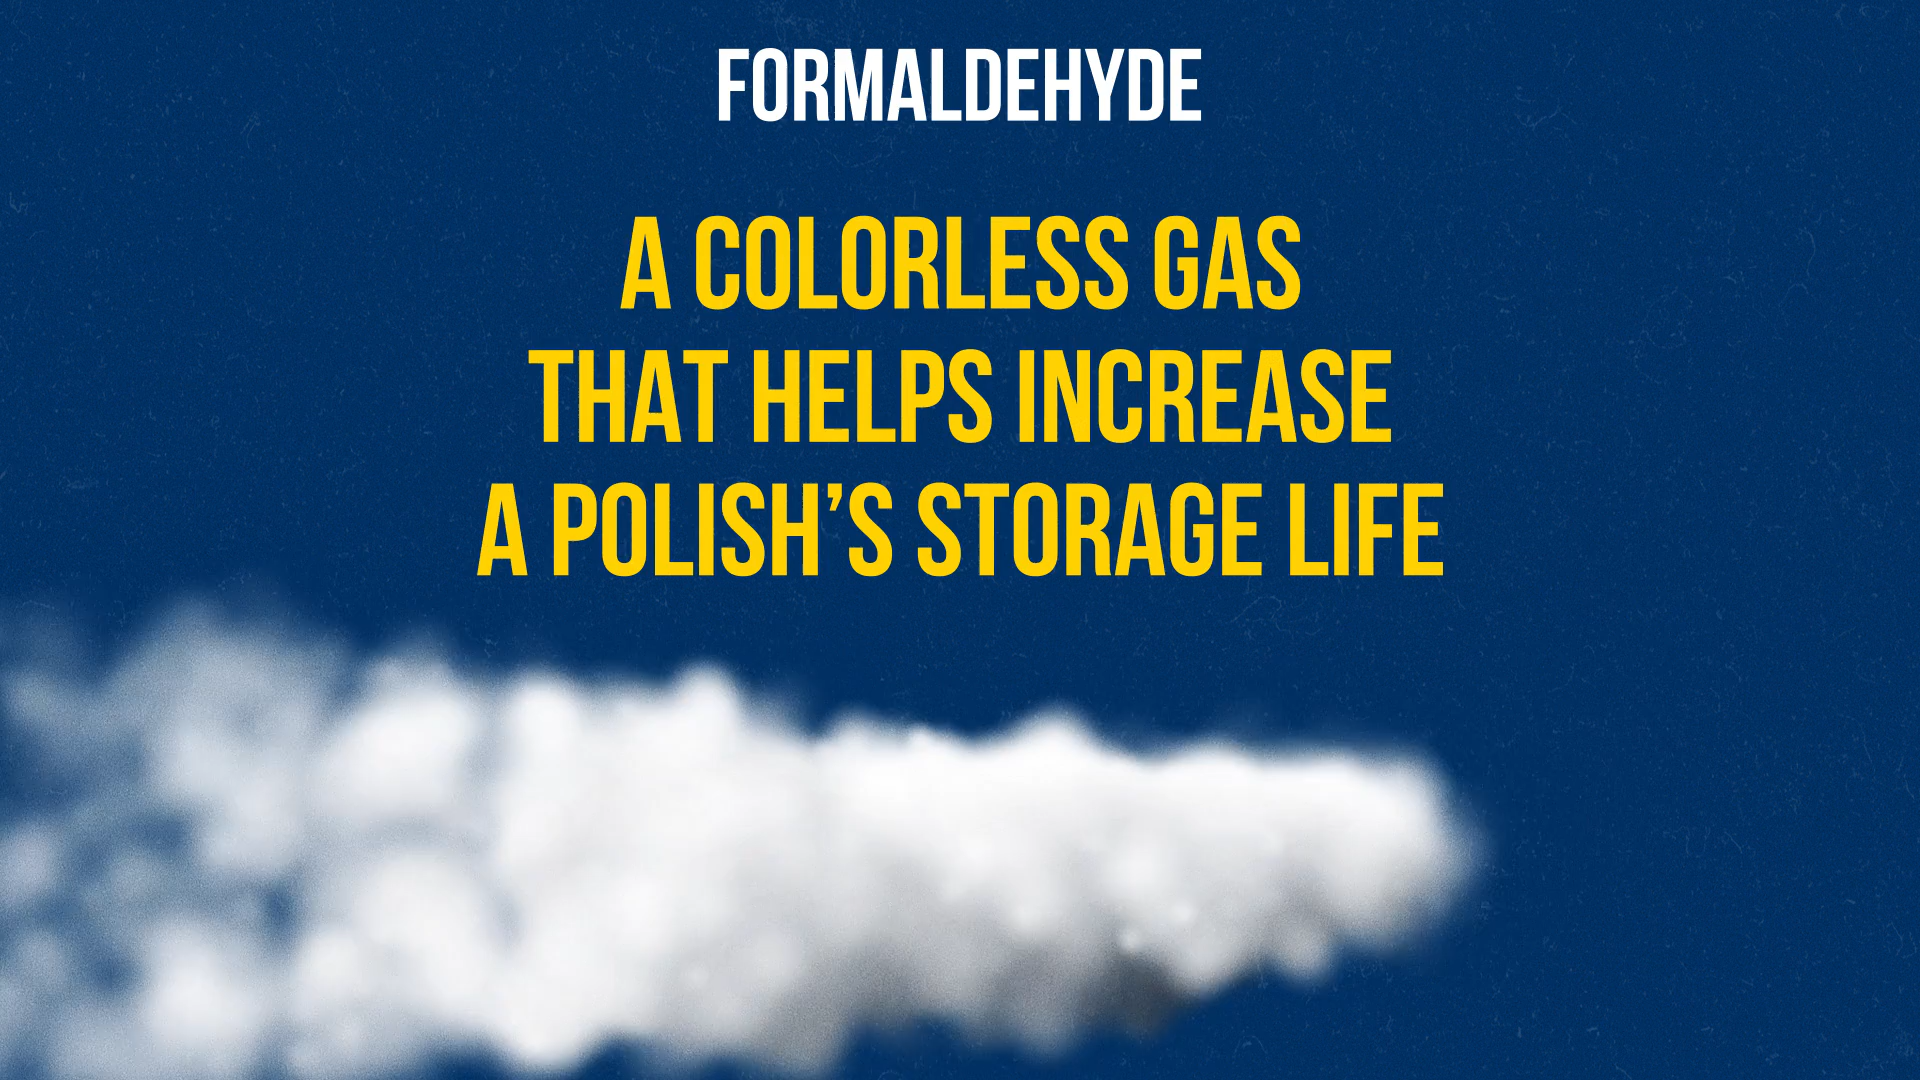 FORMALDEHYDE
A COLORLESS GAS
THAT HELPS INCREASE
A POLISH’S STORAGE LIFE